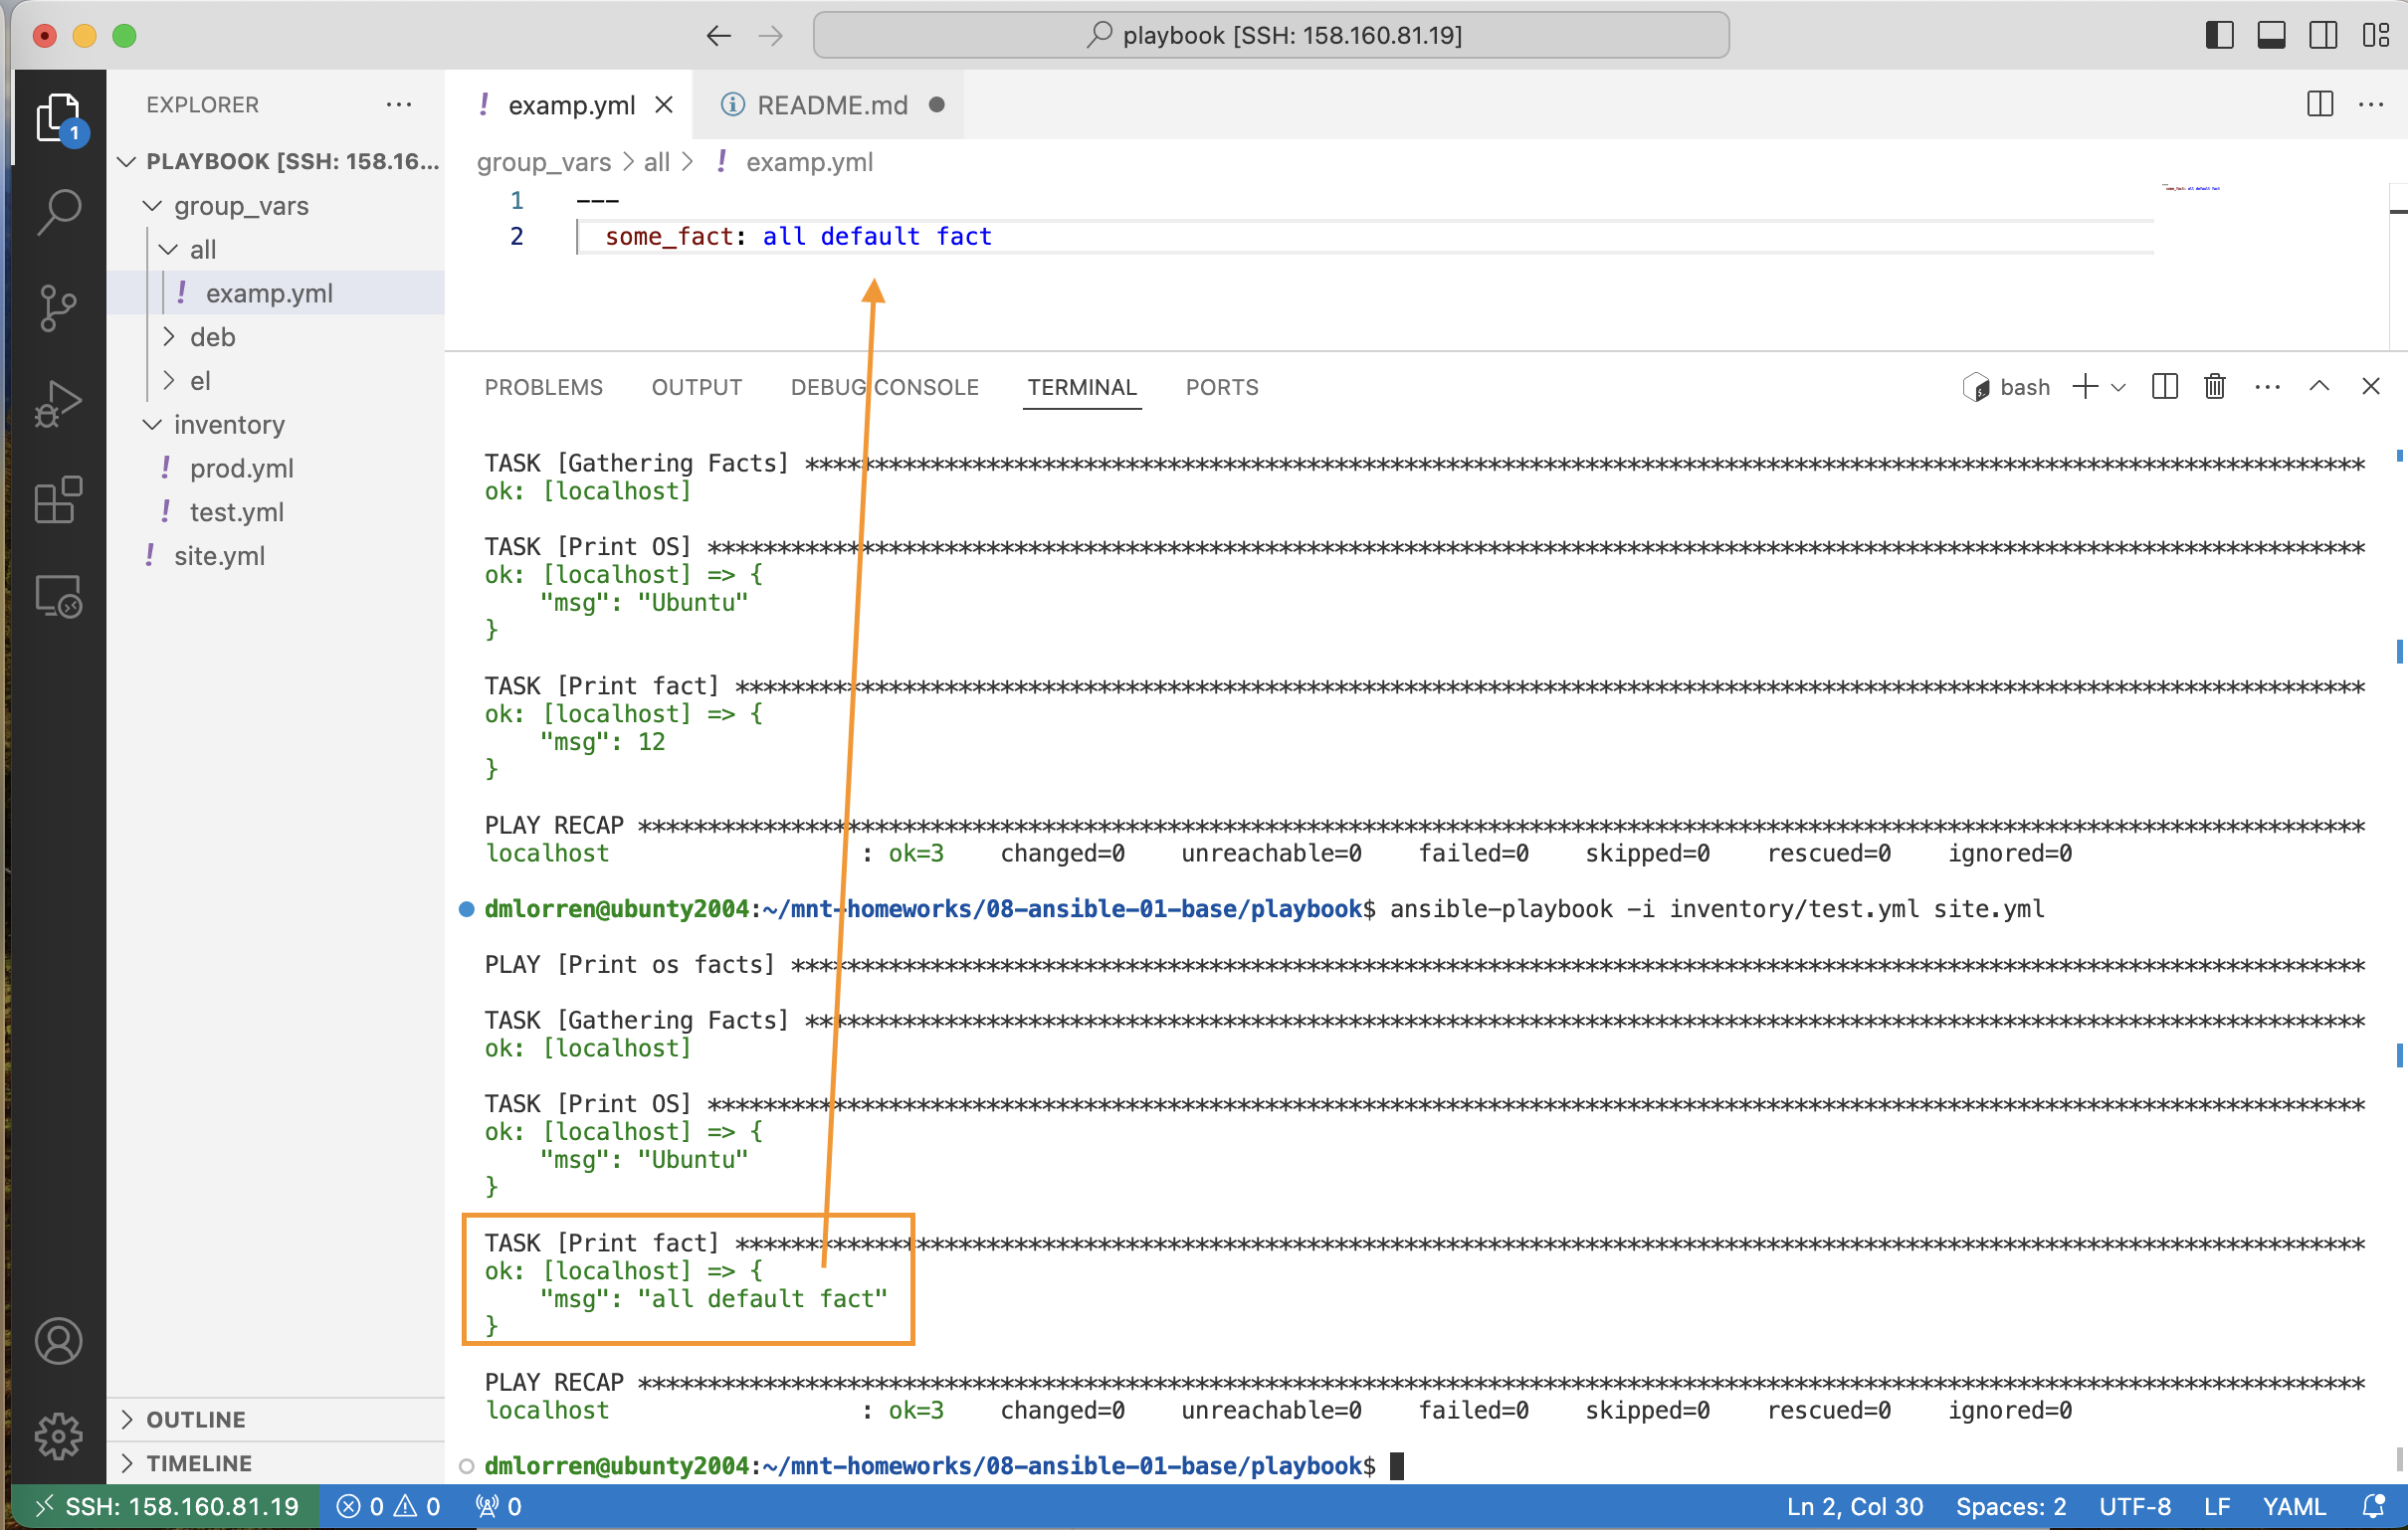 playbook [SSH: 158.160.81.19]
EXPLORER
examp.yml
README.md
1
PLAYBOOK [SSH: 158.16...
group_vars > all > ! examp.yml
group_vars
all
! examp.yml
deb
el
inventory
! prod.yml
! test.yml
! site.yml
OUTLINE
TIMELINE
1 ---
2 some_fact: all default fact
PROBLEMS OUTPUT DEBUG CONSOLE TERMINAL PORTS
bash
TASK [Gathering Facts] ****************************************************************************************************************
ok: [localhost]
TASK [Print OS] ***********************************************************************************************************************
ok: [localhost] => {
"msg": "Ubuntu"
}
TASK [Print fact] *********************************************************************************************************************
ok: [localhost] => {
"msg": 12
}
PLAY RECAP ****************************************************************************************************************************
localhost : ok=3 changed=0 unreachable=0 failed=0 skipped=0 rescued=0 ignored=0
dmlorren@ubunty2004:~/mnt-homeworks/08-ansible-01-base/playbook$ ansible-playbook -i inventory/test.yml site.yml
PLAY [Print os facts] *****************************************************************************************************************
TASK [Gathering Facts] ****************************************************************************************************************
ok: [localhost]
TASK [Print OS] ***********************************************************************************************************************
ok: [localhost] => {
"msg": "Ubuntu"
}
TASK [Print fact] *********************************************************************************************************************
ok: [localhost] => {
"msg": "all default fact"
}
PLAY RECAP ****************************************************************************************************************************
localhost : ok=3 changed=0 unreachable=0 failed=0 skipped=0 rescued=0 ignored=0
dmlorren@ubunty2004:~/mnt-homeworks/08-ansible-01-base/playbook$
SSH: 158.160.81.19 0 0 0 Ln 2, Col 30 Spaces: 2 UTF-8 LF YAML